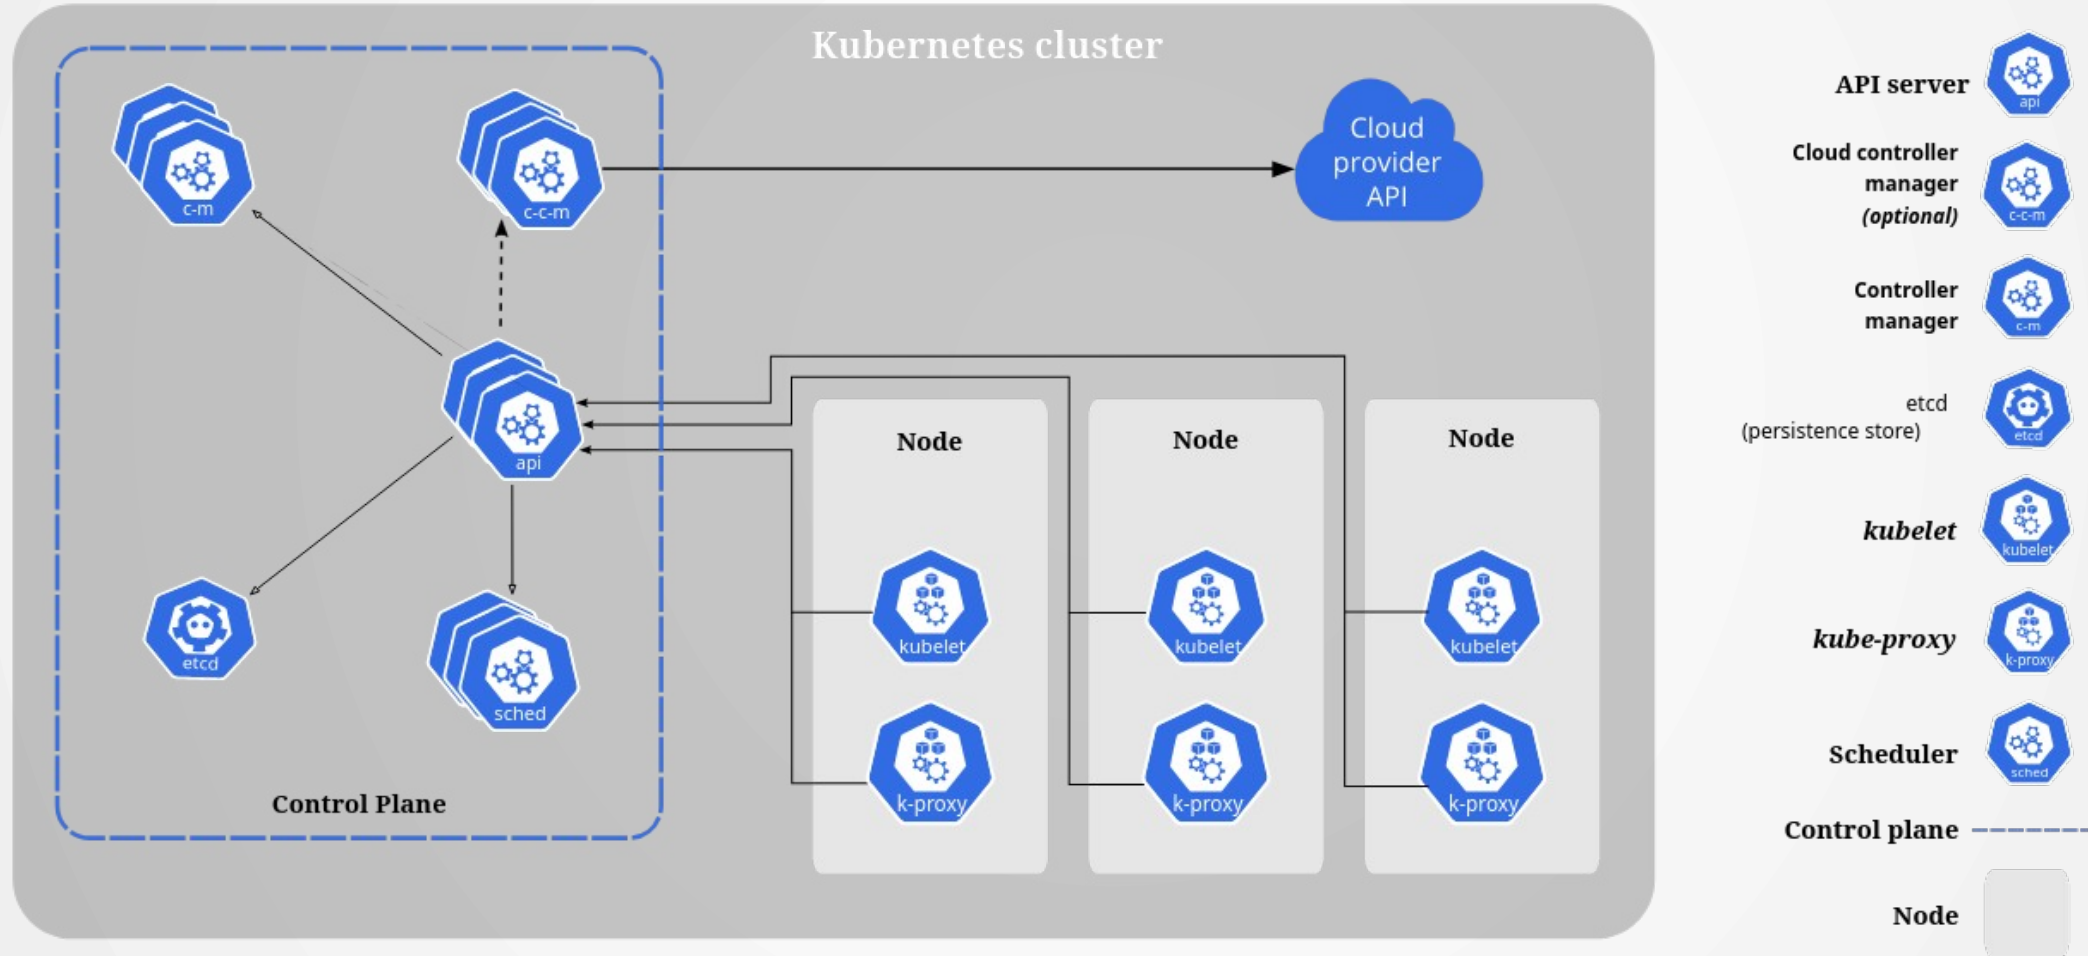 Kubernetes cluster
c-m
c-c-m
Cloud
provider
API
api
etcd
sched
Control Plane
Node
kubelet
k-proxy
Node
kubelet
k-proxy
Node
kubelet
k-proxy
API server
api
Cloud controller
manager
(optional)
c-c-m
Controller
manager
c-m
etcd
(persistence store)
etcd
kubelet
kubelet
kube-proxy
k-proxy
Scheduler
sched
Control plane
Node